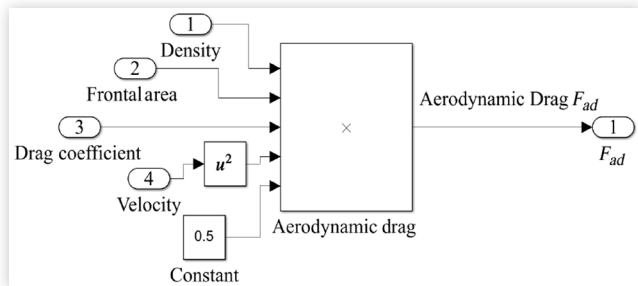 1
Density
2
Frontal area
3
Drag coefficient
4
Velocity
u²
0.5
Constant
×
Aerodynamic drag
Aerodynamic Drag F_ad
1
F_ad